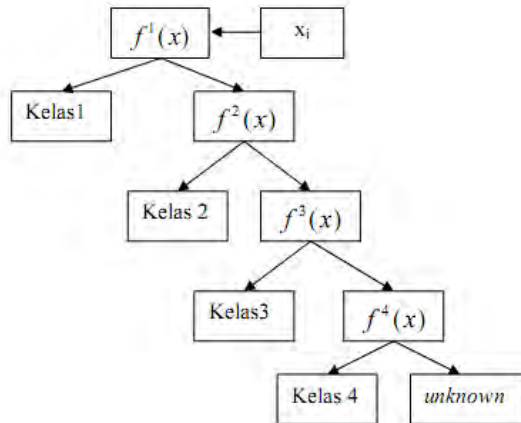 f¹(x)
xᵢ
Kelas1
f²(x)
Kelas 2
f³(x)
Kelas3
f⁴(x)
Kelas 4
unknown